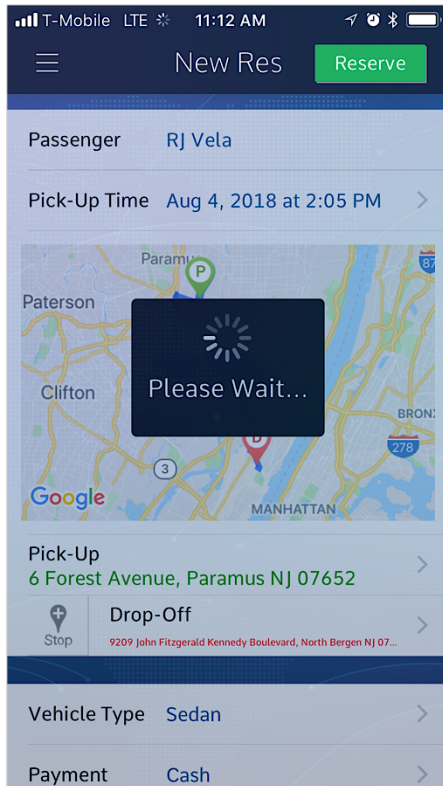 T-Mobile LTE 11:12 AM
New Res Reserve
Passenger RJ Vela
Pick-Up Time Aug 4, 2018 at 2:05 PM
Paramu
87
P
Paterson
Please Wait...
Clifton
BRONX
D
278
3
Google
MANHATTAN
Pick-Up
6 Forest Avenue, Paramus NJ 07652
Drop-Off
Stop
9209 John Fitzgerald Kennedy Boulevard, North Bergen NJ 07...
Vehicle Type Sedan
Payment Cash